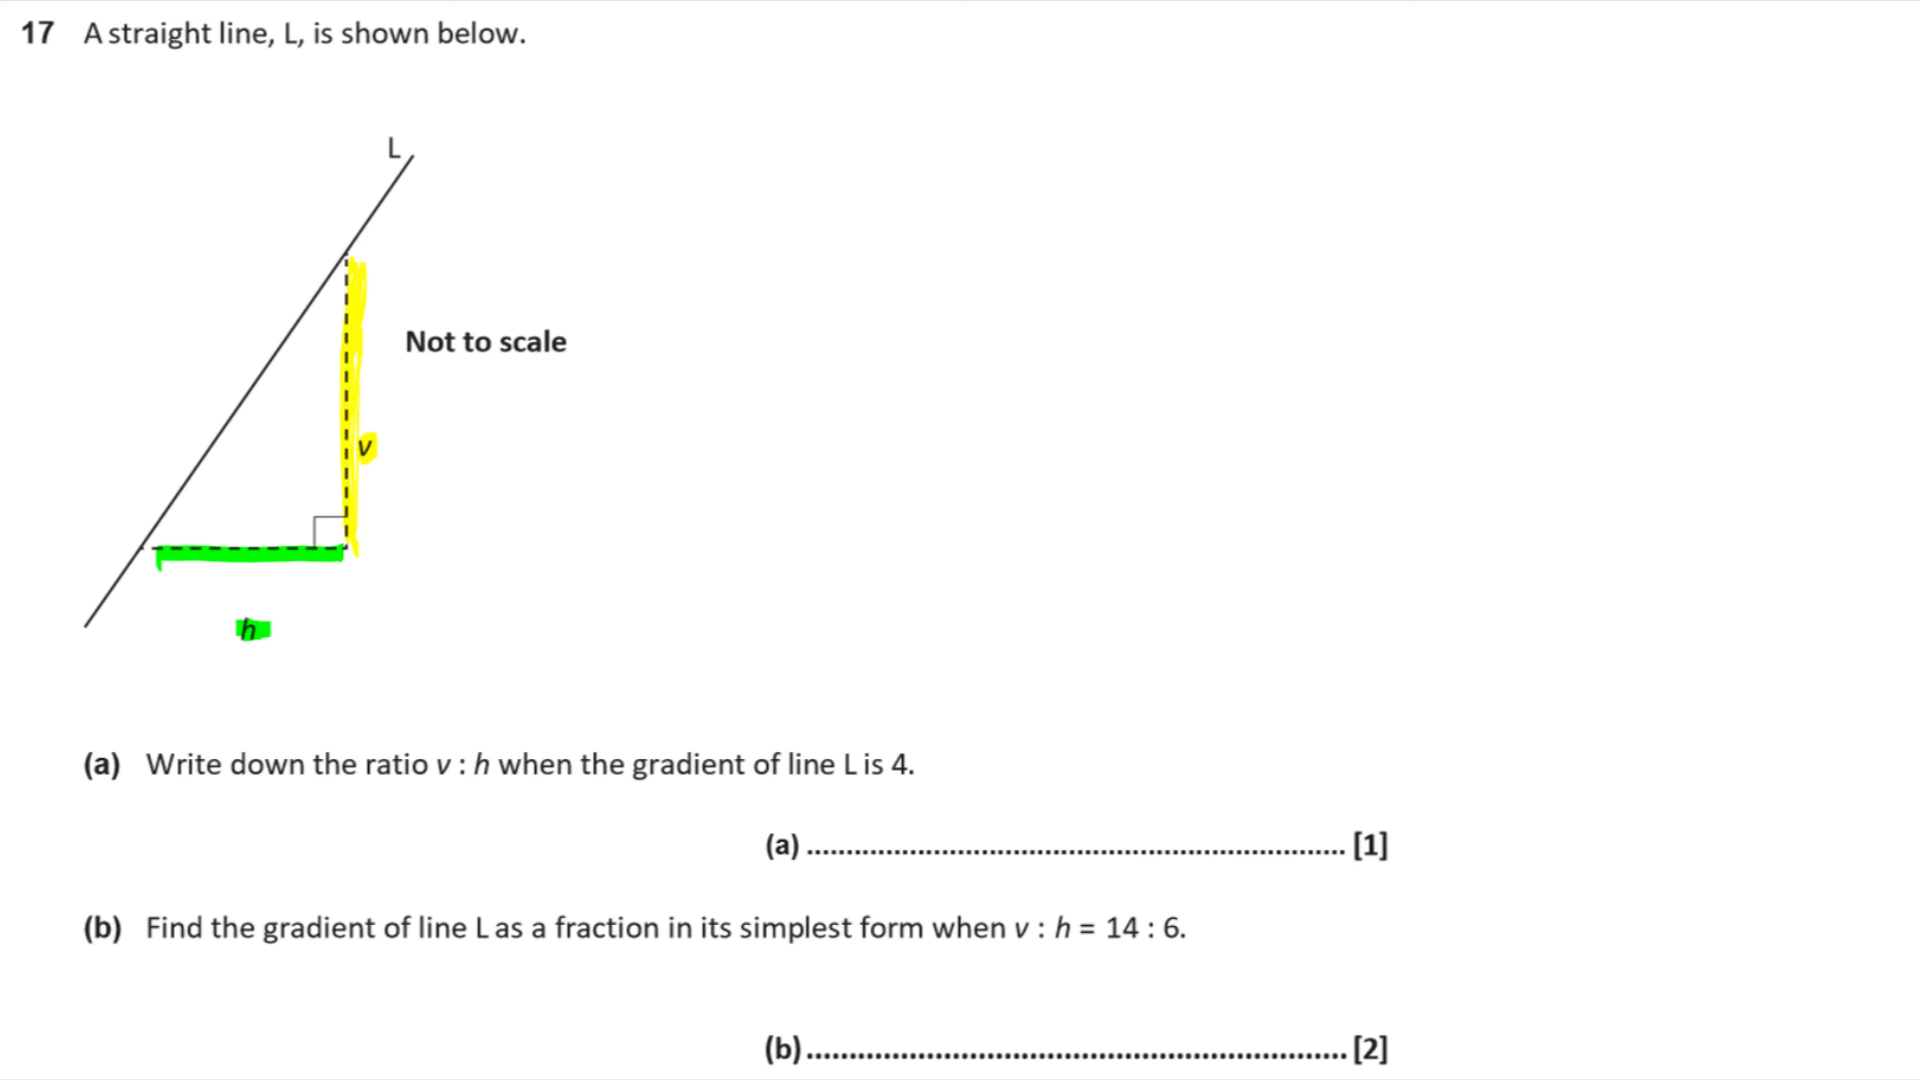 17 A straight line, L, is shown below.
L
Not to scale
v
h
(a) Write down the ratio v : h when the gradient of line L is 4.
(a) ........................................................................ [1]
(b) Find the gradient of line L as a fraction in its simplest form when v : h = 14 : 6.
(b) ........................................................................ [2]